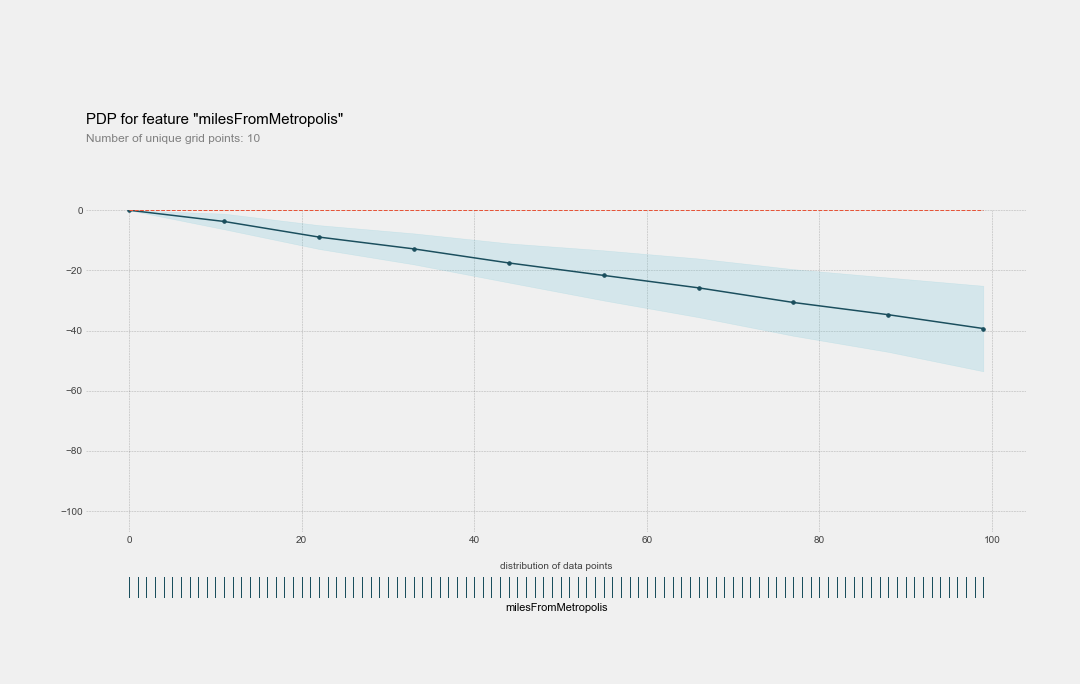 PDP for feature "milesFromMetropolis"
Number of unique grid points: 10
0
−20
−40
−60
−80
−100
0 20 40 60 80 100
distribution of data points
milesFromMetropolis